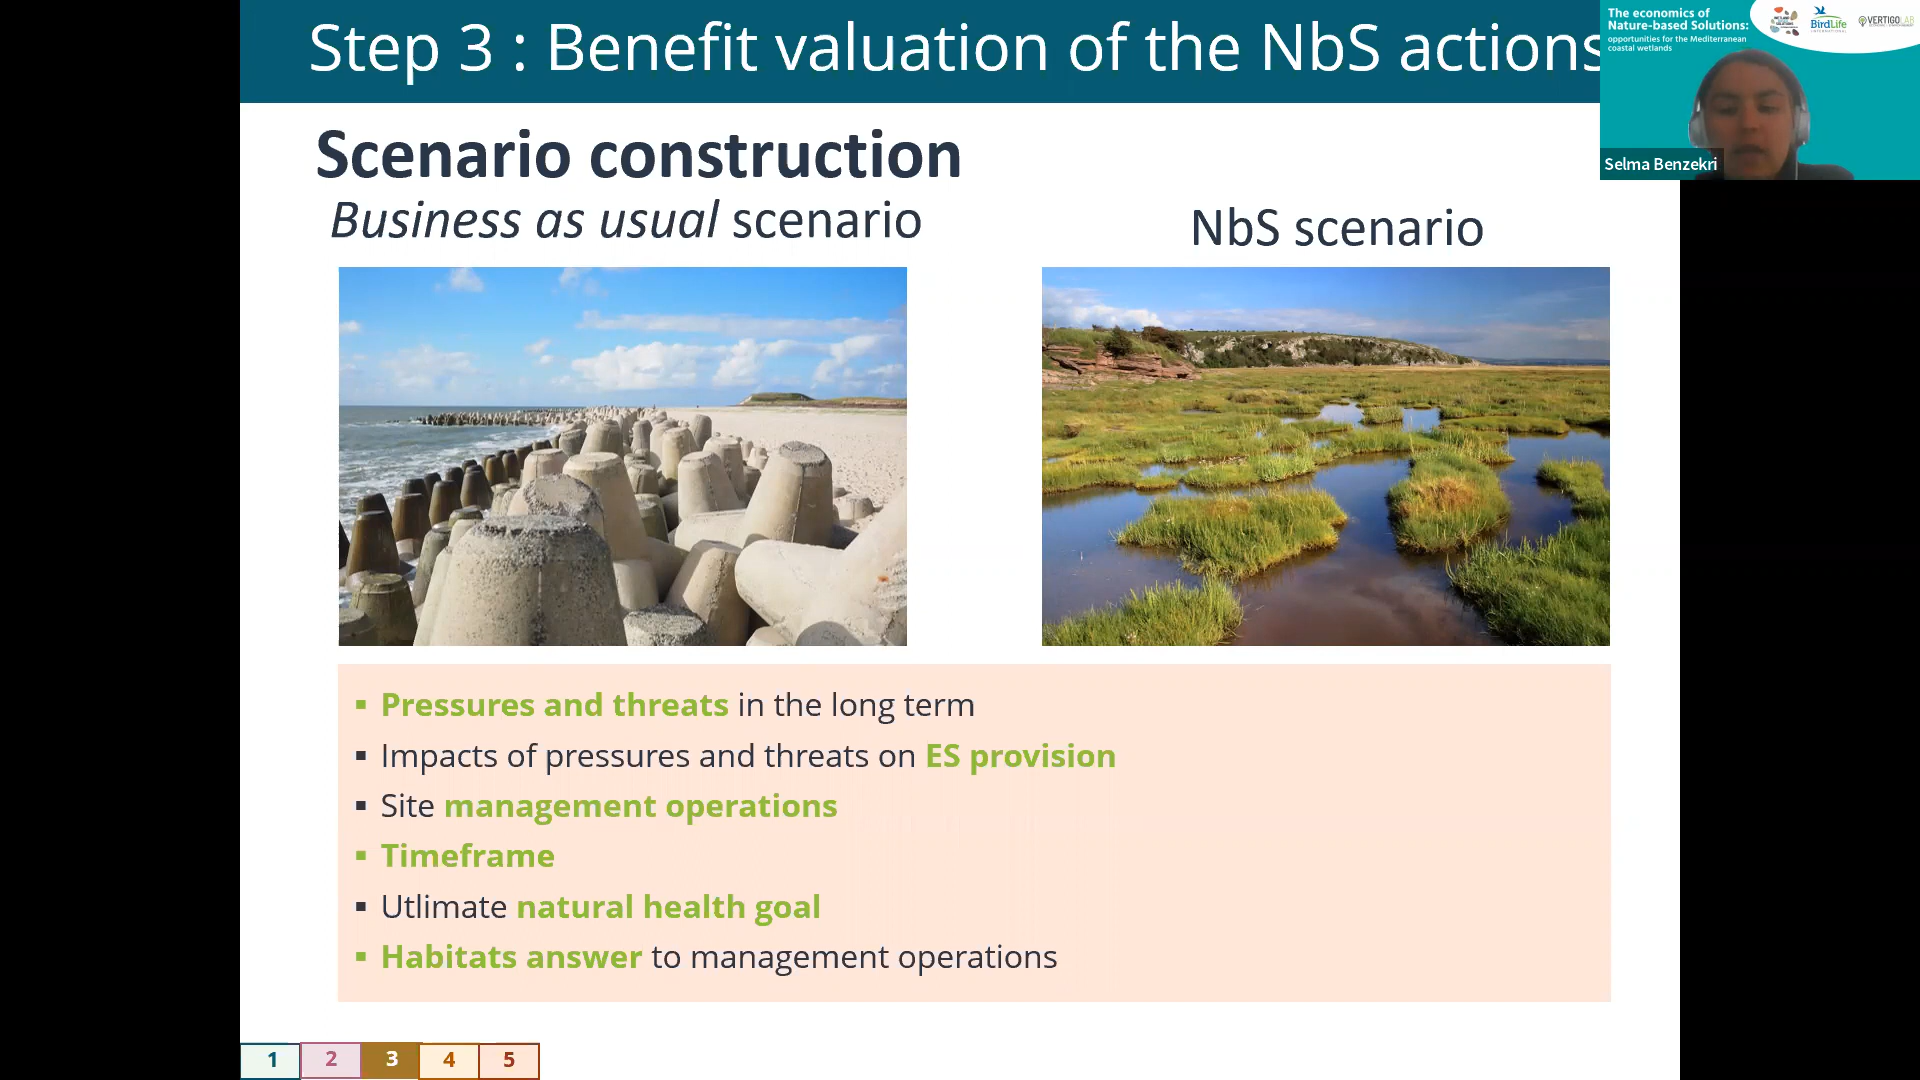 Step 3 : Benefit valuation of the NbS actions
The economics of
Nature-based Solutions:
opportunities for the Mediterranean
coastal wetlands
BirdLife
INTERNATIONAL
VERTIGOLAB
Selma Benzekri
Scenario construction
Business as usual scenario
NbS scenario
▪ Pressures and threats in the long term
▪ Impacts of pressures and threats on ES provision
▪ Site management operations
▪ Timeframe
▪ Utlimate natural health goal
▪ Habitats answer to management operations
1 2 3 4 5